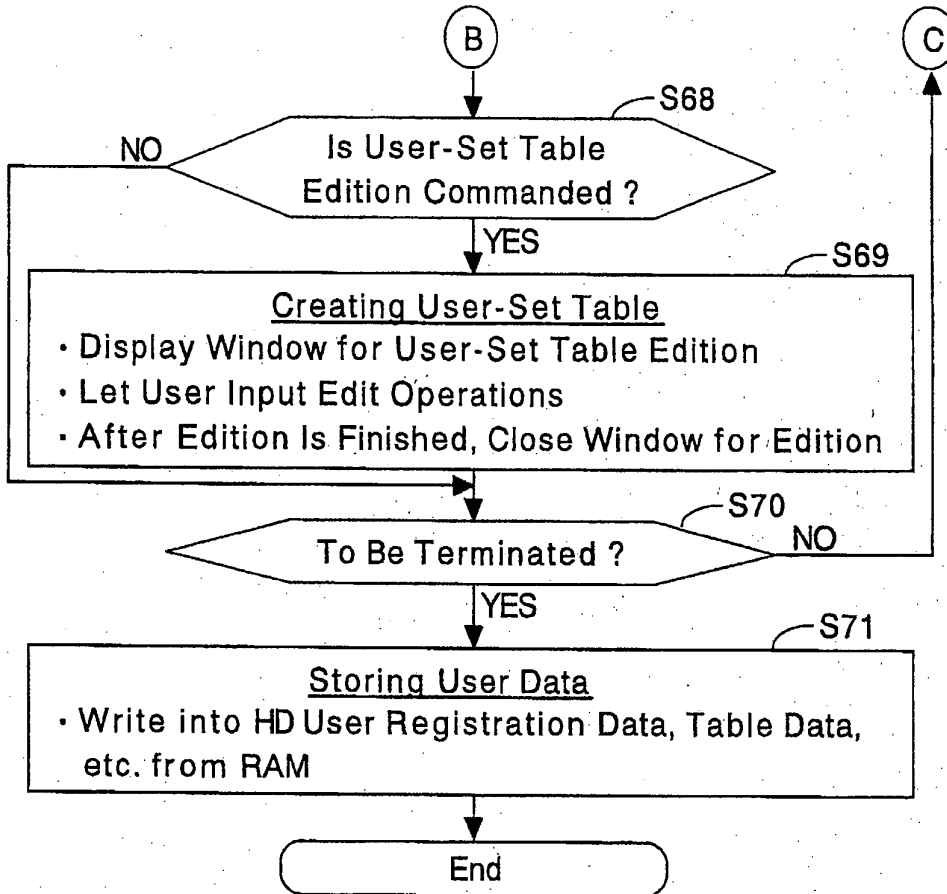 B
C
S68
NO
Is User-Set Table
Edition Commanded ?
YES
S69
Creating User-Set Table
· Display Window for User-Set Table Edition
· Let User Input Edit Operations
· After Edition Is Finished, Close Window for Edition
S70
To Be Terminated ?
NO
YES
S71
Storing User Data
· Write into HD User Registration Data, Table Data,
etc. from RAM
End